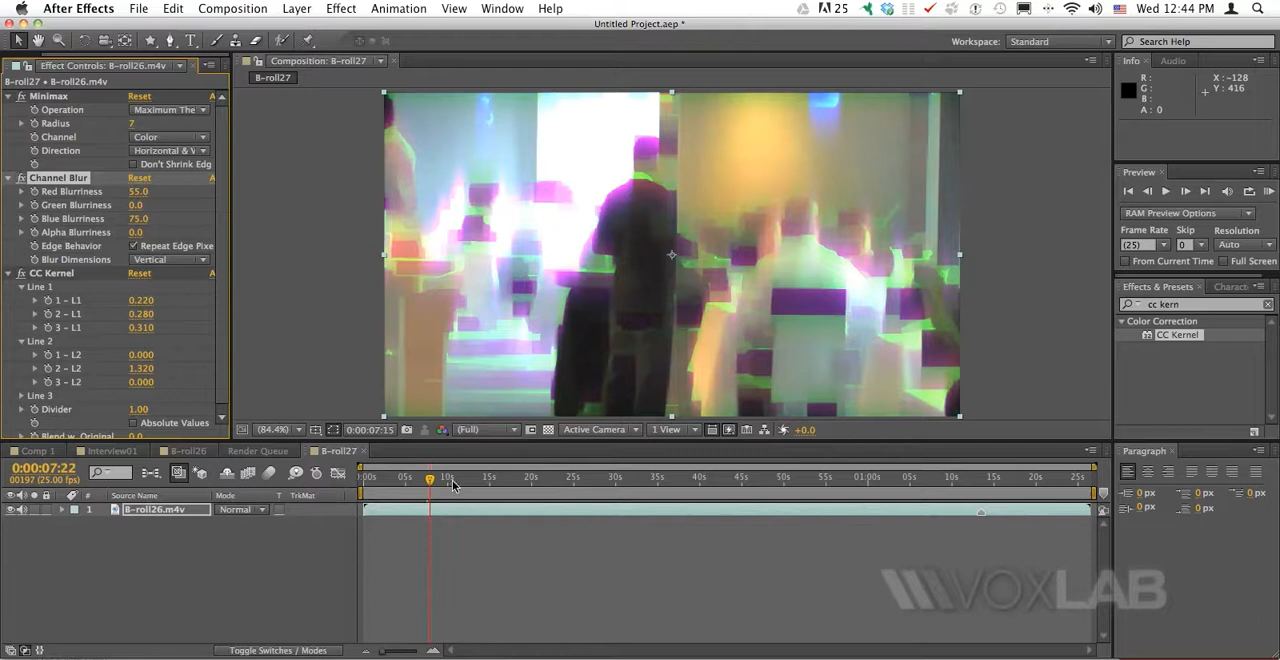 After Effects File Edit Composition Layer Effect Animation View Window Help 25 Wed 12:44 PM
Untitled Project.aep *
T Workspace: Standard Search Help
Effect Controls: B-roll26.m4v
Composition: B-roll27
Info Audio
B-roll27 • B-roll26.m4v
B-roll27
fx Minimax Reset A
Operation Maximum The
Radius 7
Channel Color
Direction Horizontal & V
Don't Shrink Edg
fx Channel Blur Reset A
Red Blurriness 55.0
Green Blurriness 0.0
Blue Blurriness 75.0
Alpha Blurriness 0.0
Edge Behavior Repeat Edge Pixe
Blur Dimensions Vertical
fx CC Kernel Reset A
Line 1
1 - L1 0.220
2 - L1 0.280
3 - L1 0.310
Line 2
1 - L2 0.000
2 - L2 1.320
3 - L2 0.000
Line 3
Divider 1.00
Absolute Values
Blend w. Original 0.0
R :
G :
B :
A : 0
X : -128
Y : 416
Preview
RAM Preview Options
Frame Rate Skip Resolution
(25) 0 Auto
From Current Time Full Screen
Effects & Presets Charact
cc kern
Color Correction
CC Kernel
(84.4%) 0:00:07:15 (Full) Active Camera 1 View +0.0
Comp 1 Interview01 B-roll26 Render Queue B-roll27
0:00:07:22
00197 (25.00 fps)
:00s 05s 10s 15s 20s 25s 30s 35s 40s 45s 50s 55s 01:00s 05s 10s 15s 20s 25s
# Source Name Mode T TrkMat
1 B-roll26.m4v Normal
Toggle Switches / Modes
Paragraph
0 px 0 px 0 px
0 px 0 px
VOXLAB